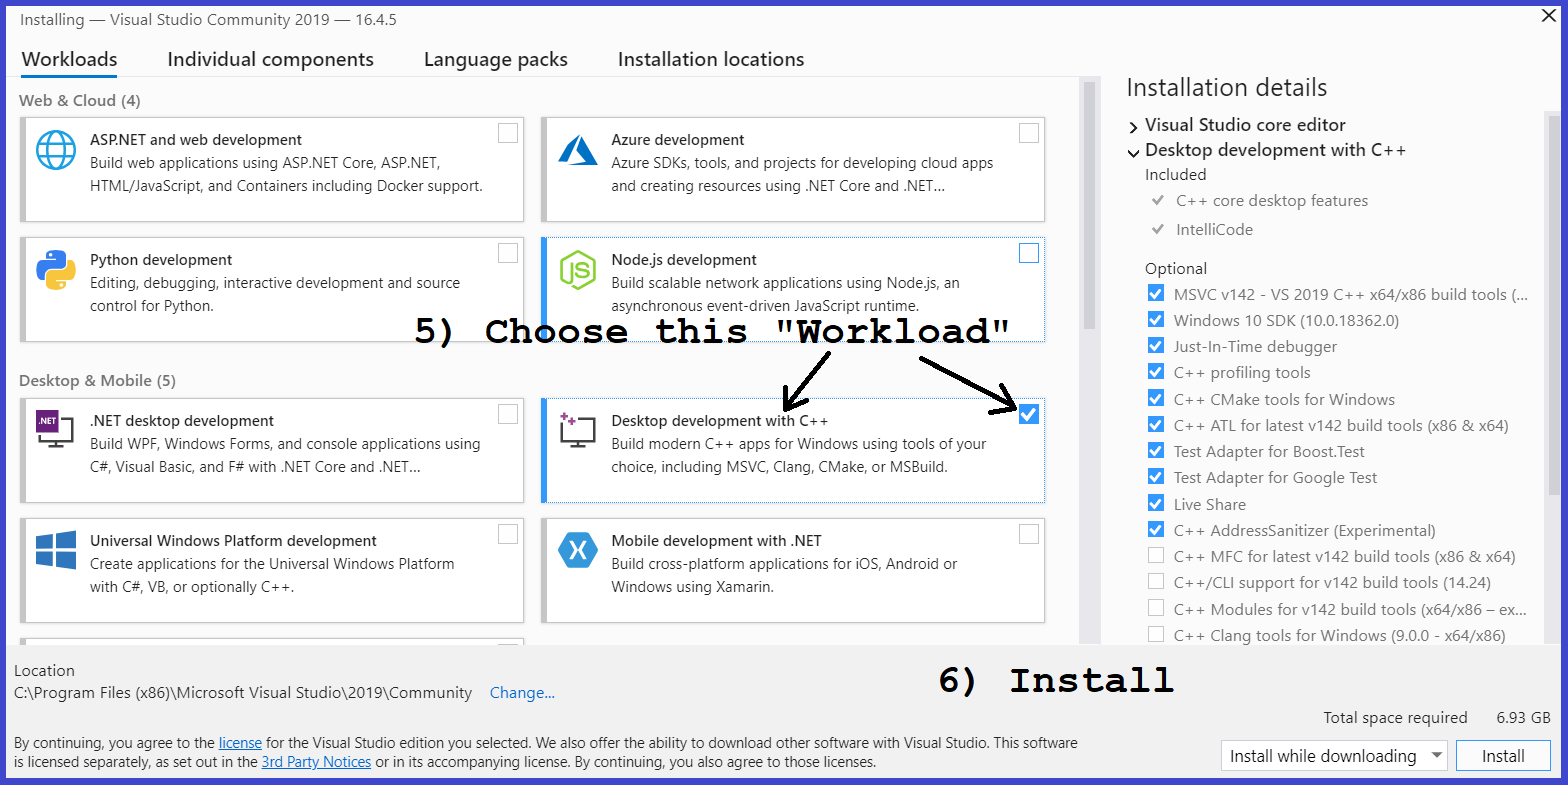 Installing — Visual Studio Community 2019 — 16.4.5
Workloads
Individual components
Language packs
Installation locations
Web & Cloud (4)
ASP.NET and web development
Build web applications using ASP.NET Core, ASP.NET,
HTML/JavaScript, and Containers including Docker support.
Azure development
Azure SDKs, tools, and projects for developing cloud apps
and creating resources using .NET Core and .NET...
Python development
Editing, debugging, interactive development and source
control for Python.
Node.js development
Build scalable network applications using Node.js, an
asynchronous event-driven JavaScript runtime.
5) Choose this "Workload"
Desktop & Mobile (5)
.NET
.NET desktop development
Build WPF, Windows Forms, and console applications using
C#, Visual Basic, and F# with .NET Core and .NET...
Desktop development with C++
Build modern C++ apps for Windows using tools of your
choice, including MSVC, Clang, CMake, or MSBuild.
Universal Windows Platform development
Create applications for the Universal Windows Platform
with C#, VB, or optionally C++.
Mobile development with .NET
Build cross-platform applications for iOS, Android or
Windows using Xamarin.
Installation details
Visual Studio core editor
Desktop development with C++
Included
C++ core desktop features
IntelliCode
Optional
MSVC v142 - VS 2019 C++ x64/x86 build tools (...
Windows 10 SDK (10.0.18362.0)
Just-In-Time debugger
C++ profiling tools
C++ CMake tools for Windows
C++ ATL for latest v142 build tools (x86 & x64)
Test Adapter for Boost.Test
Test Adapter for Google Test
Live Share
C++ AddressSanitizer (Experimental)
C++ MFC for latest v142 build tools (x86 & x64)
C++/CLI support for v142 build tools (14.24)
C++ Modules for v142 build tools (x64/x86 – ex...
C++ Clang tools for Windows (9.0.0 - x64/x86)
Location
C:\Program Files (x86)\Microsoft Visual Studio\2019\Community Change...
6) Install
Total space required 6.93 GB
By continuing, you agree to the license for the Visual Studio edition you selected. We also offer the ability to download other software with Visual Studio. This software
is licensed separately, as set out in the 3rd Party Notices or in its accompanying license. By continuing, you also agree to those licenses.
Install while downloading
Install